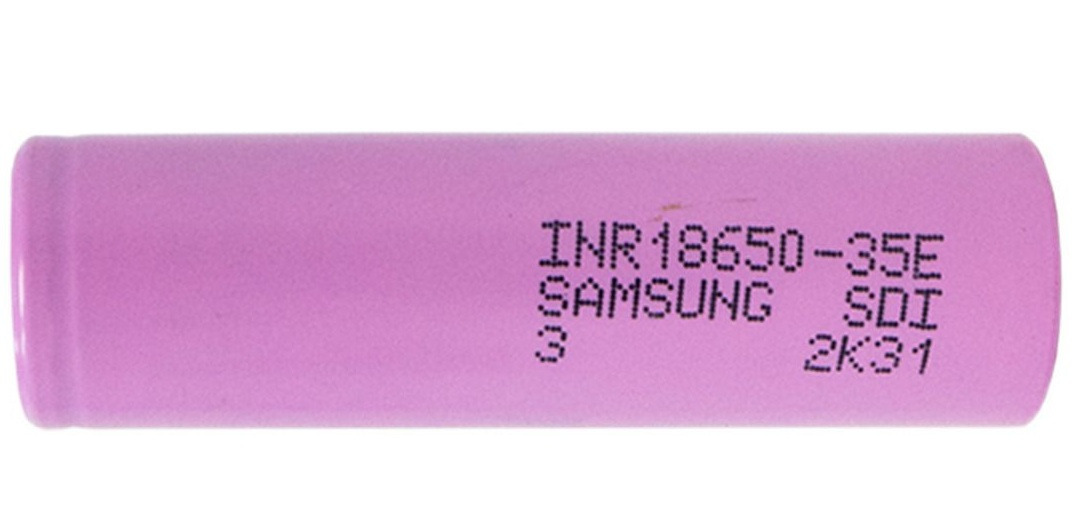 INR18650-35E
SAMSUNG SDI
3 2K31